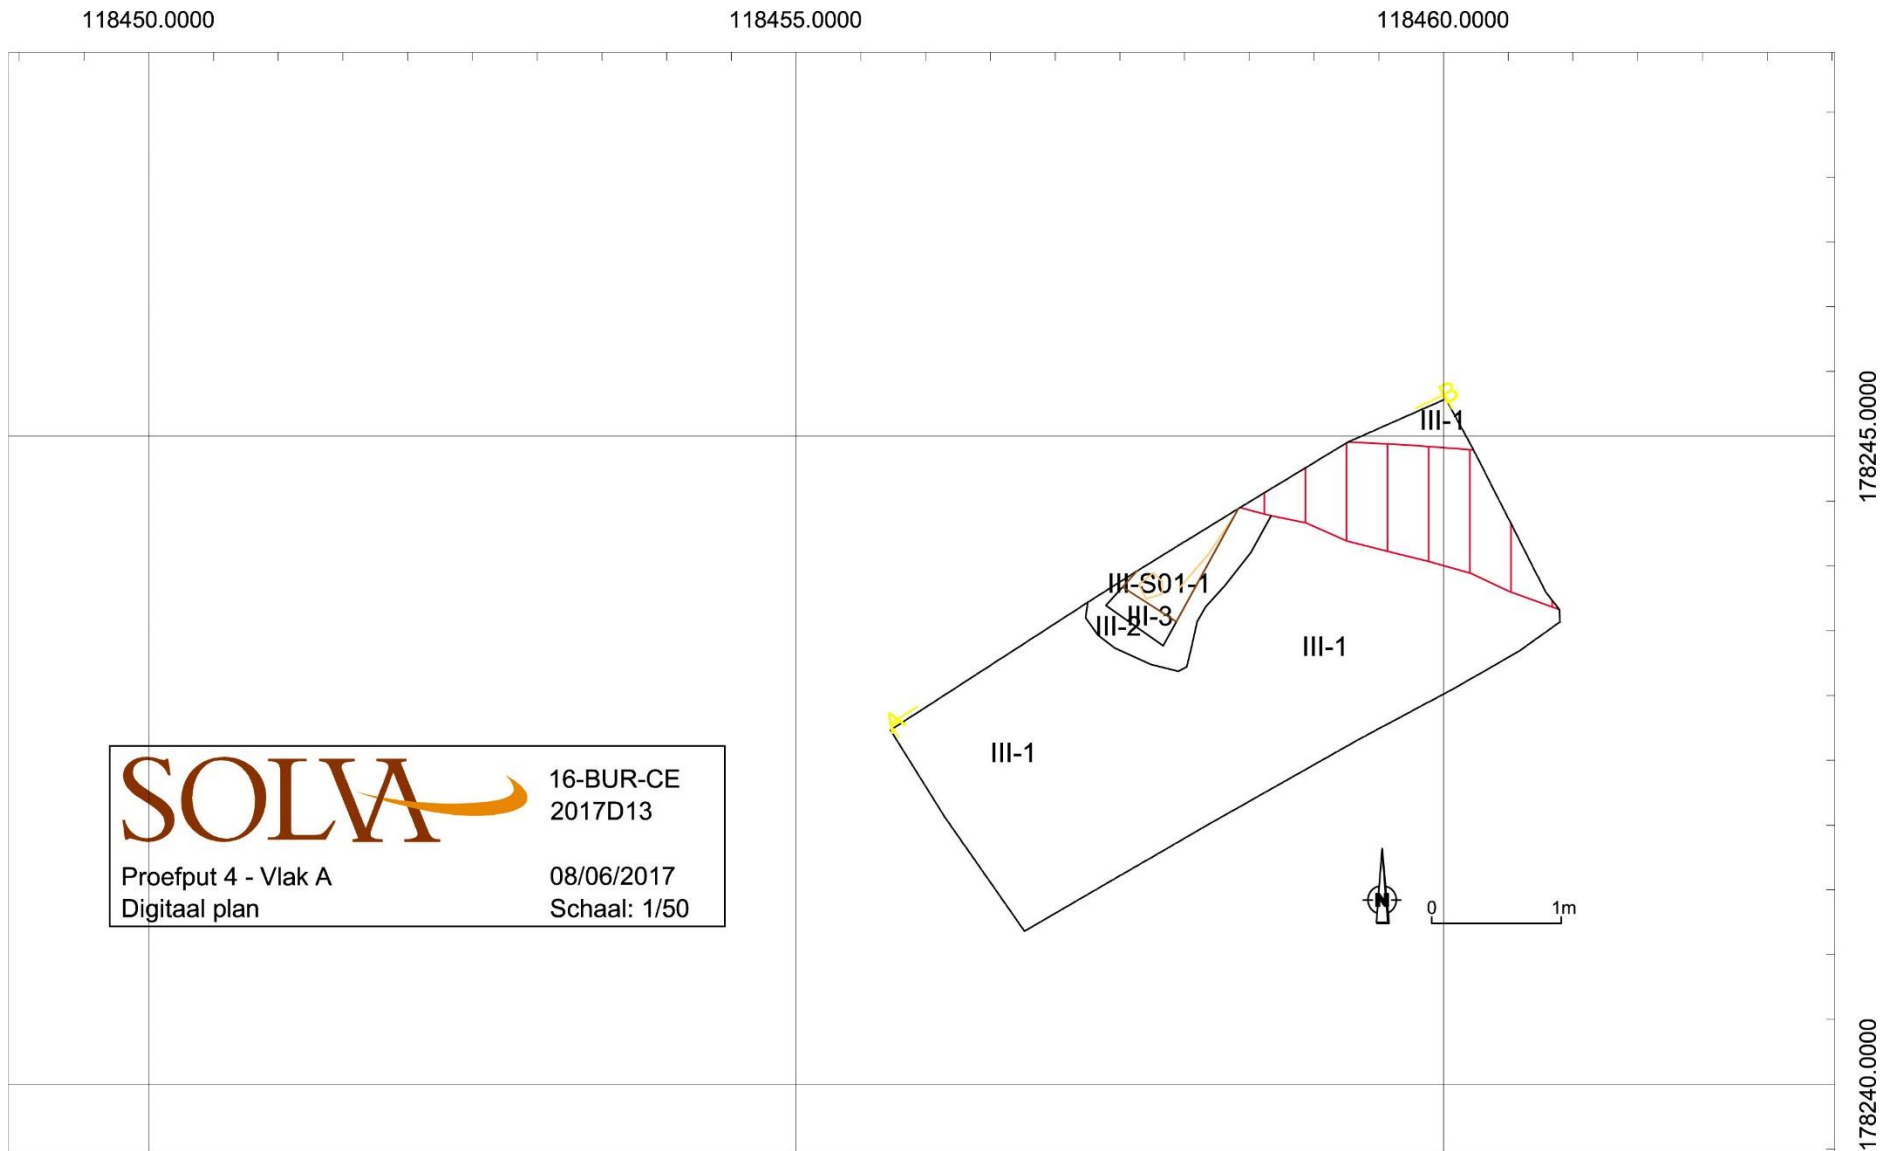 118450.0000
118455.0000
118460.0000
178245.0000
178240.0000
B
III-1
III-S01-1
III-3
III-2
III-1
A
III-1
SOLVA
16-BUR-CE
2017D13
Proefput 4 - Vlak A
08/06/2017
Digitaal plan
Schaal: 1/50
N
0
1m